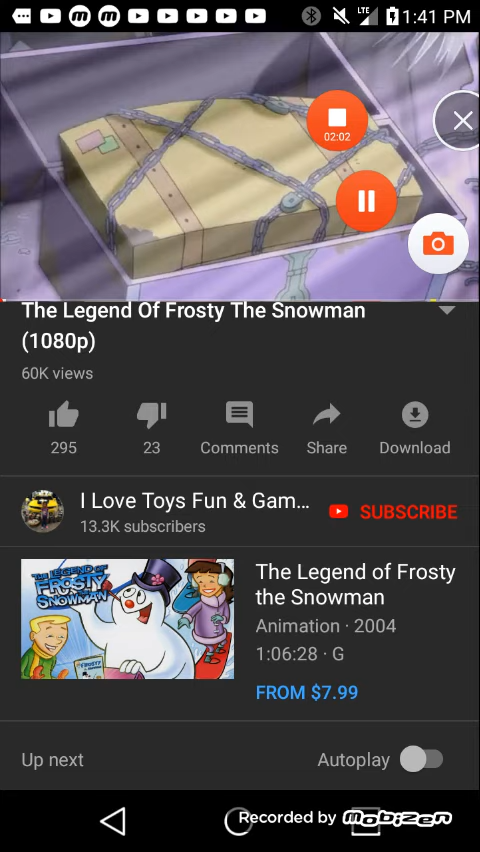 LTE 1:41 PM
02:02
The Legend Of Frosty The Snowman
(1080p)
60K views
295 23 Comments Share Download
I Love Toys Fun & Gam...
SUBSCRIBE
13.3K subscribers
THE LEGEND OF
FROSTY
THE
SNOWMAN
FROSTY
The Legend of Frosty
the Snowman
Animation · 2004
1:06:28 · G
FROM $7.99
Up next Autoplay
Recorded by Mobizen